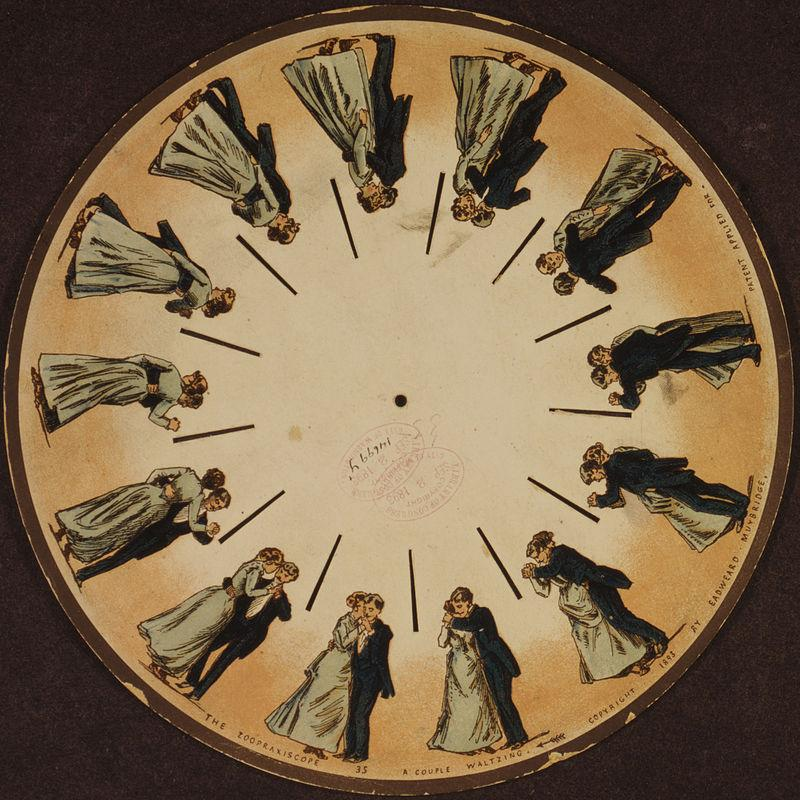 THE ZOOPRAXISCOPE 35 A COUPLE WALTZING.
COPYRIGHT 1893 BY EADWEARD MUYBRIDGE.
PATENT APPLIED FOR.